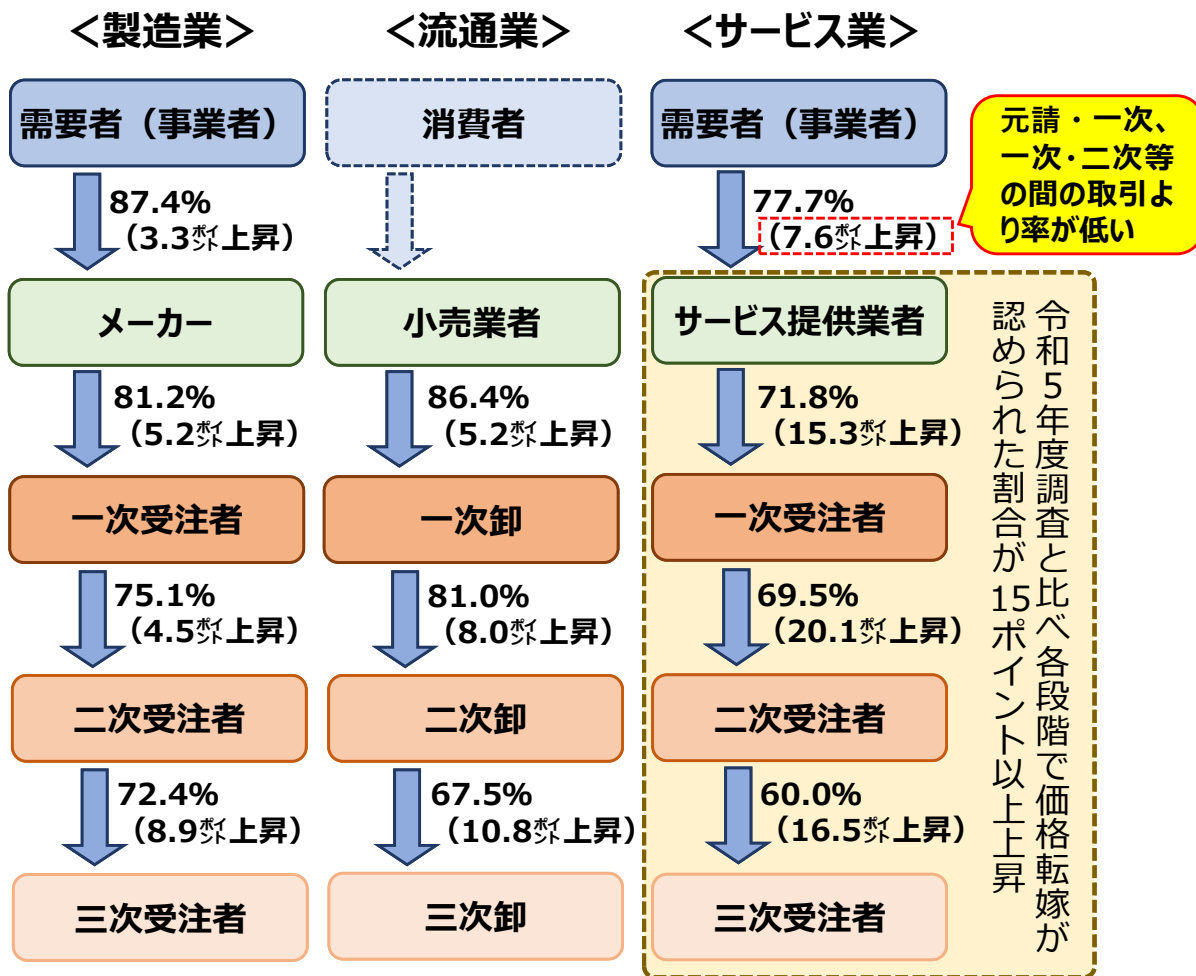 ＜製造業＞
需要者（事業者）
87.4%
（3.3ポイント上昇）
メーカー
81.2%
（5.2ポイント上昇）
一次受注者
75.1%
（4.5ポイント上昇）
二次受注者
72.4%
（8.9ポイント上昇）
三次受注者
＜流通業＞
消費者
小売業者
86.4%
（5.2ポイント上昇）
一次卸
81.0%
（8.0ポイント上昇）
二次卸
67.5%
（10.8ポイント上昇）
三次卸
＜サービス業＞
需要者（事業者）
77.7%
（7.6ポイント上昇）
サービス提供業者
71.8%
（15.3ポイント上昇）
一次受注者
69.5%
（20.1ポイント上昇）
二次受注者
60.0%
（16.5ポイント上昇）
三次受注者
元請・一次、
一次・二次等
の間の取引よ
り率が低い
令和５年度調査と比べ各段階で価格転嫁が
認められた割合が15ポイント以上上昇